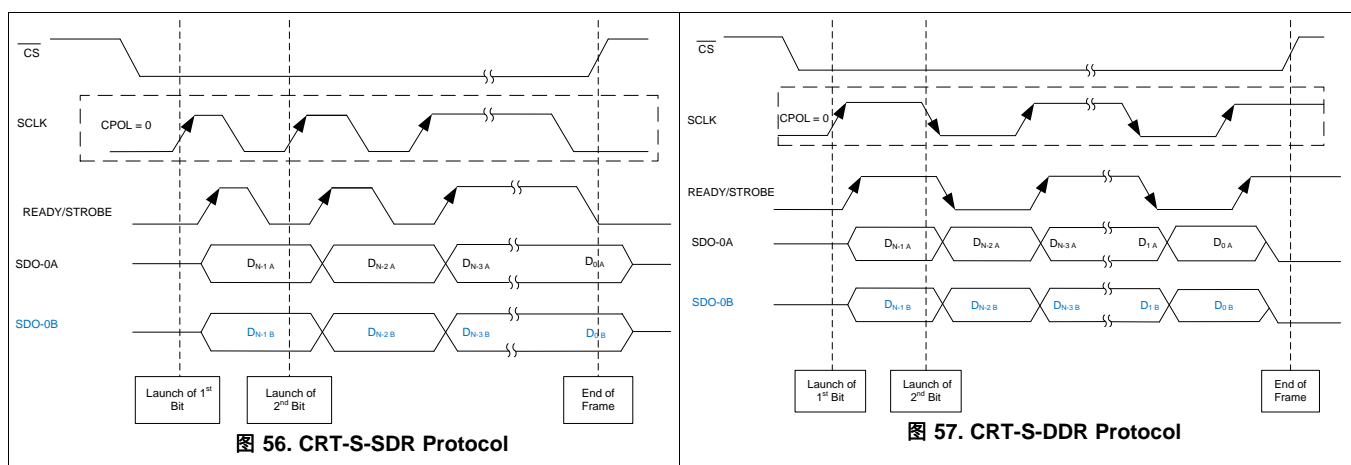 CS
SCLK
CPOL = 0
READY/STROBE
SDO-0A
DN-1 A DN-2 A DN-3 A D0 A
SDO-0B
DN-1 B DN-2 B DN-3 B D0 B
Launch of 1st
Bit
Launch of
2nd Bit
End of
Frame
图 56. CRT-S-SDR Protocol
CS
SCLK
CPOL = 0
READY/STROBE
SDO-0A
DN-1 A DN-2 A DN-3 A D1 A D0 A
SDO-0B
DN-1 B DN-2 B DN-3 B D1 B D0 B
Launch of
1st Bit
Launch of
2nd Bit
End of
Frame
图 57. CRT-S-DDR Protocol